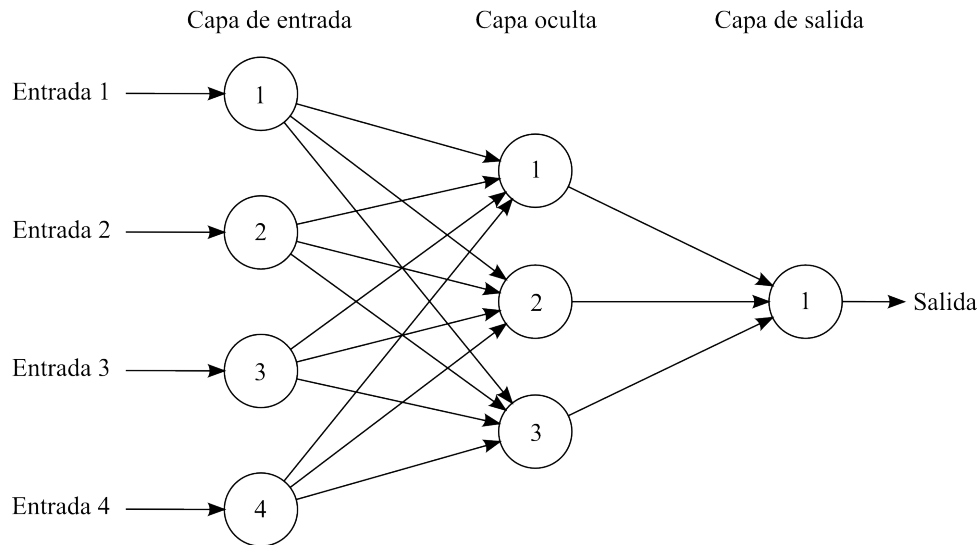 Capa de entrada Capa oculta Capa de salida
Entrada 1 1
1
Entrada 2 2
2 1 Salida
Entrada 3 3
3
Entrada 4 4